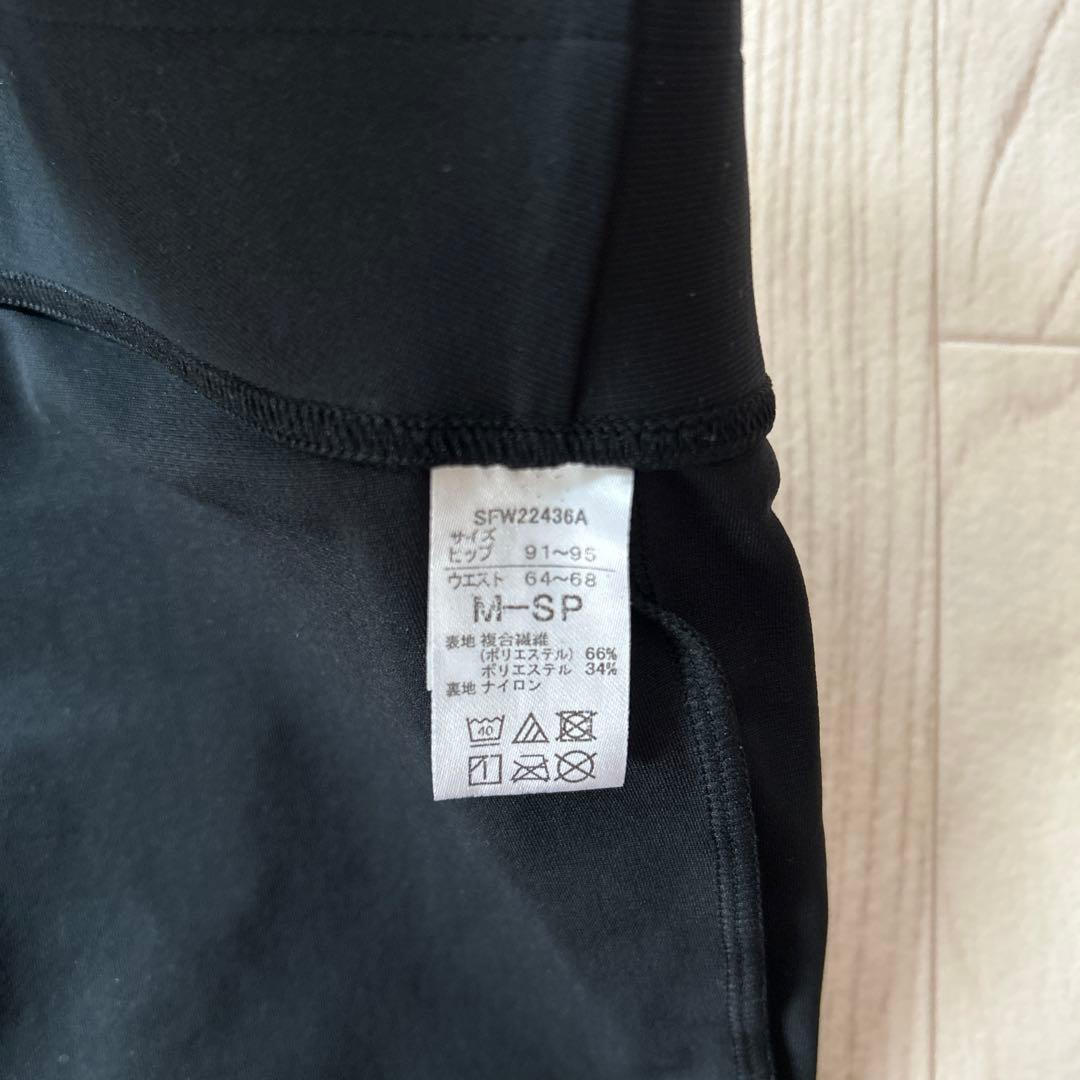 SFW22436A
サイズ
ヒップ 91～95
ウエスト 64～68
M-SP
表地 複合繊維
(ポリエステル) 66%
ポリエステル 34%
裏地 ナイロン
40